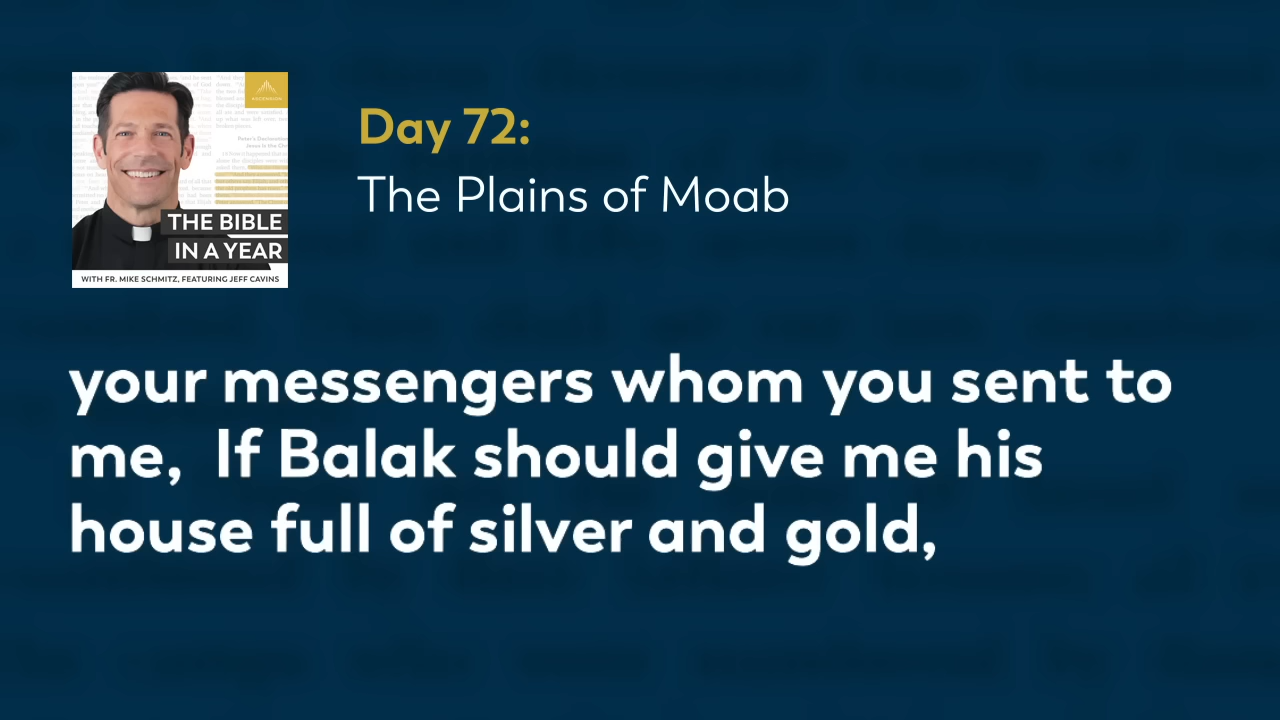 ASCENSION
THE BIBLE
IN A YEAR
WITH FR. MIKE SCHMITZ, FEATURING JEFF CAVINS
Day 72:
The Plains of Moab
your messengers whom you sent to
me,  If Balak should give me his
house full of silver and gold,